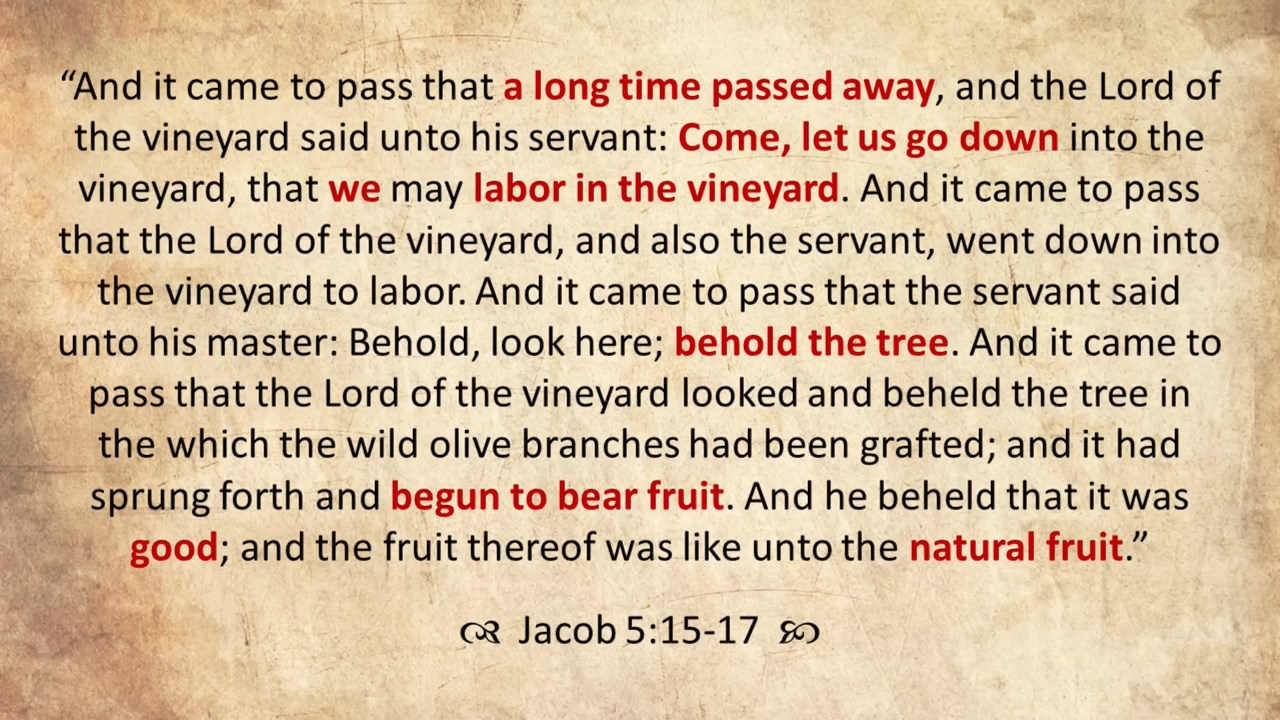 “And it came to pass that a long time passed away, and the Lord of
the vineyard said unto his servant: Come, let us go down into the
vineyard, that we may labor in the vineyard. And it came to pass
that the Lord of the vineyard, and also the servant, went down into
the vineyard to labor. And it came to pass that the servant said
unto his master: Behold, look here; behold the tree. And it came to
pass that the Lord of the vineyard looked and beheld the tree in
the which the wild olive branches had been grafted; and it had
sprung forth and begun to bear fruit. And he beheld that it was
good; and the fruit thereof was like unto the natural fruit.”
Jacob 5:15-17